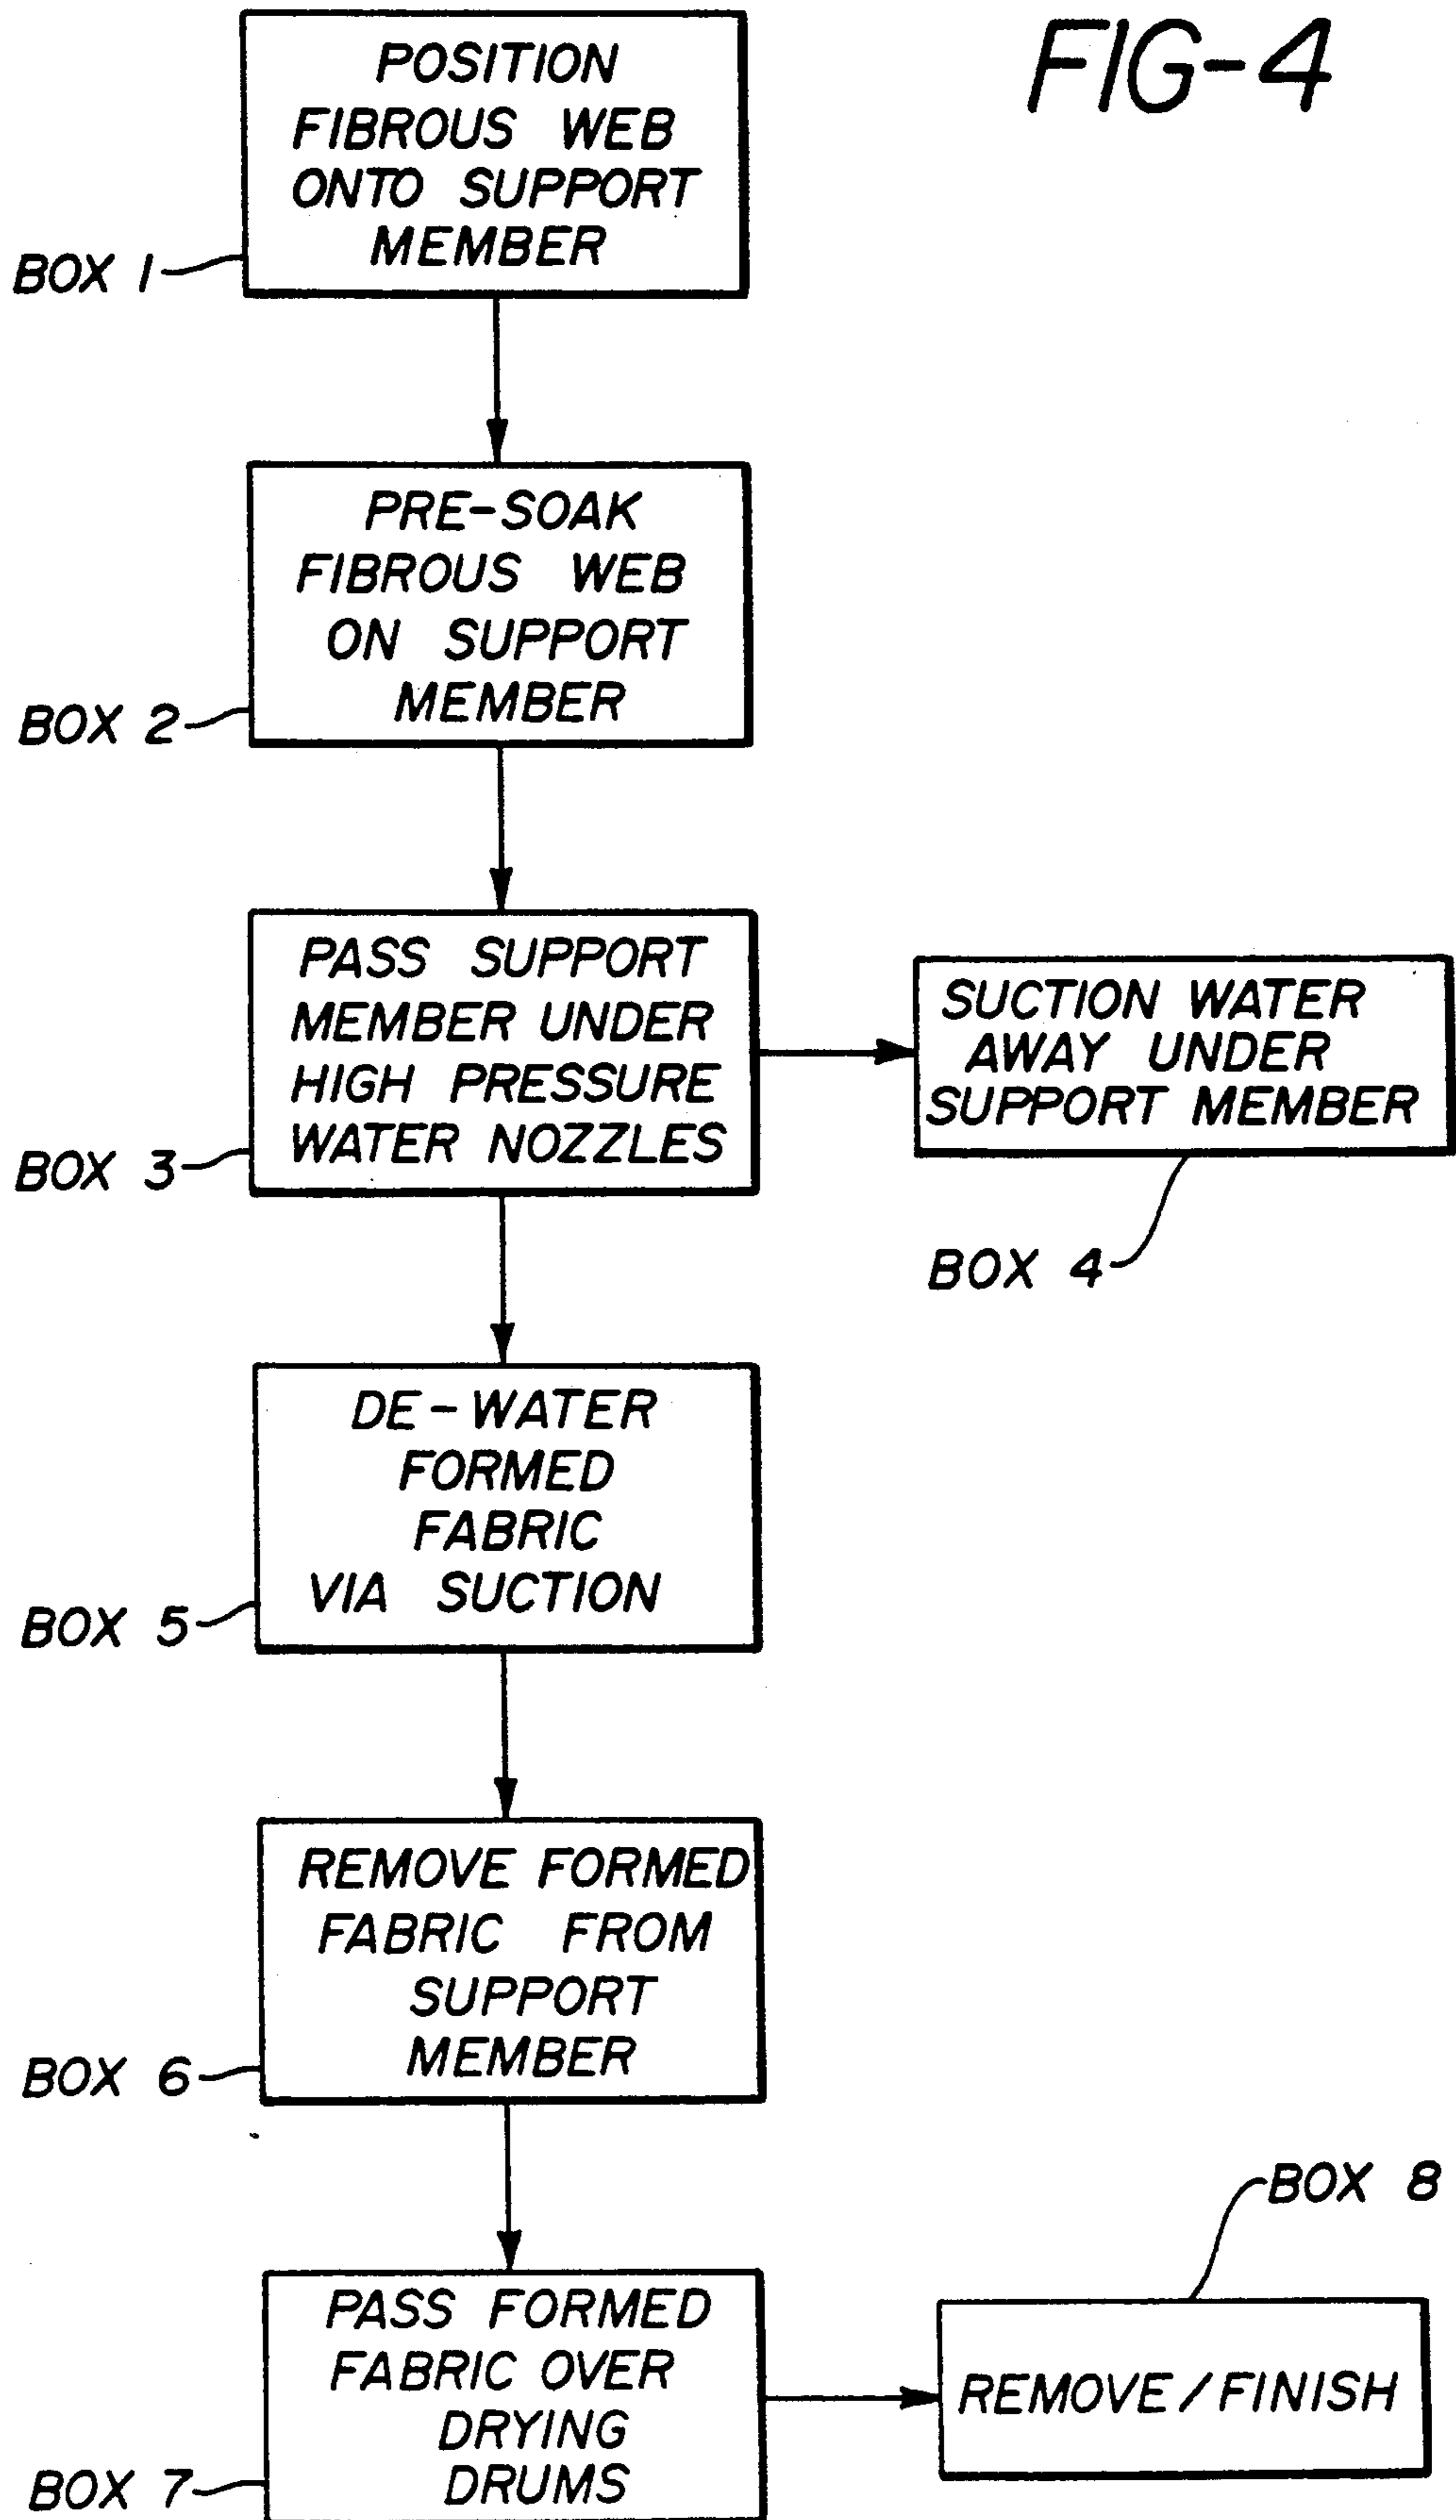 FIG-4
POSITION
FIBROUS WEB
ONTO SUPPORT
MEMBER
BOX 1
PRE-SOAK
FIBROUS WEB
ON SUPPORT
MEMBER
BOX 2
PASS SUPPORT
MEMBER UNDER
HIGH PRESSURE
WATER NOZZLES
BOX 3
SUCTION WATER
AWAY UNDER
SUPPORT MEMBER
BOX 4
DE-WATER
FORMED
FABRIC
VIA SUCTION
BOX 5
REMOVE FORMED
FABRIC FROM
SUPPORT
MEMBER
BOX 6
PASS FORMED
FABRIC OVER
DRYING
DRUMS
BOX 7
BOX 8
REMOVE/FINISH